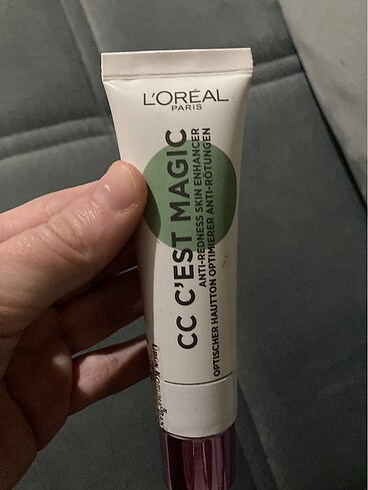 L'ORÉAL
PARIS
CC C'EST MAGIC
ANTI-REDNESS SKIN ENHANCER
OPTISCHER HAUTTON OPTIMIERER ANTI-RÖTUNGEN